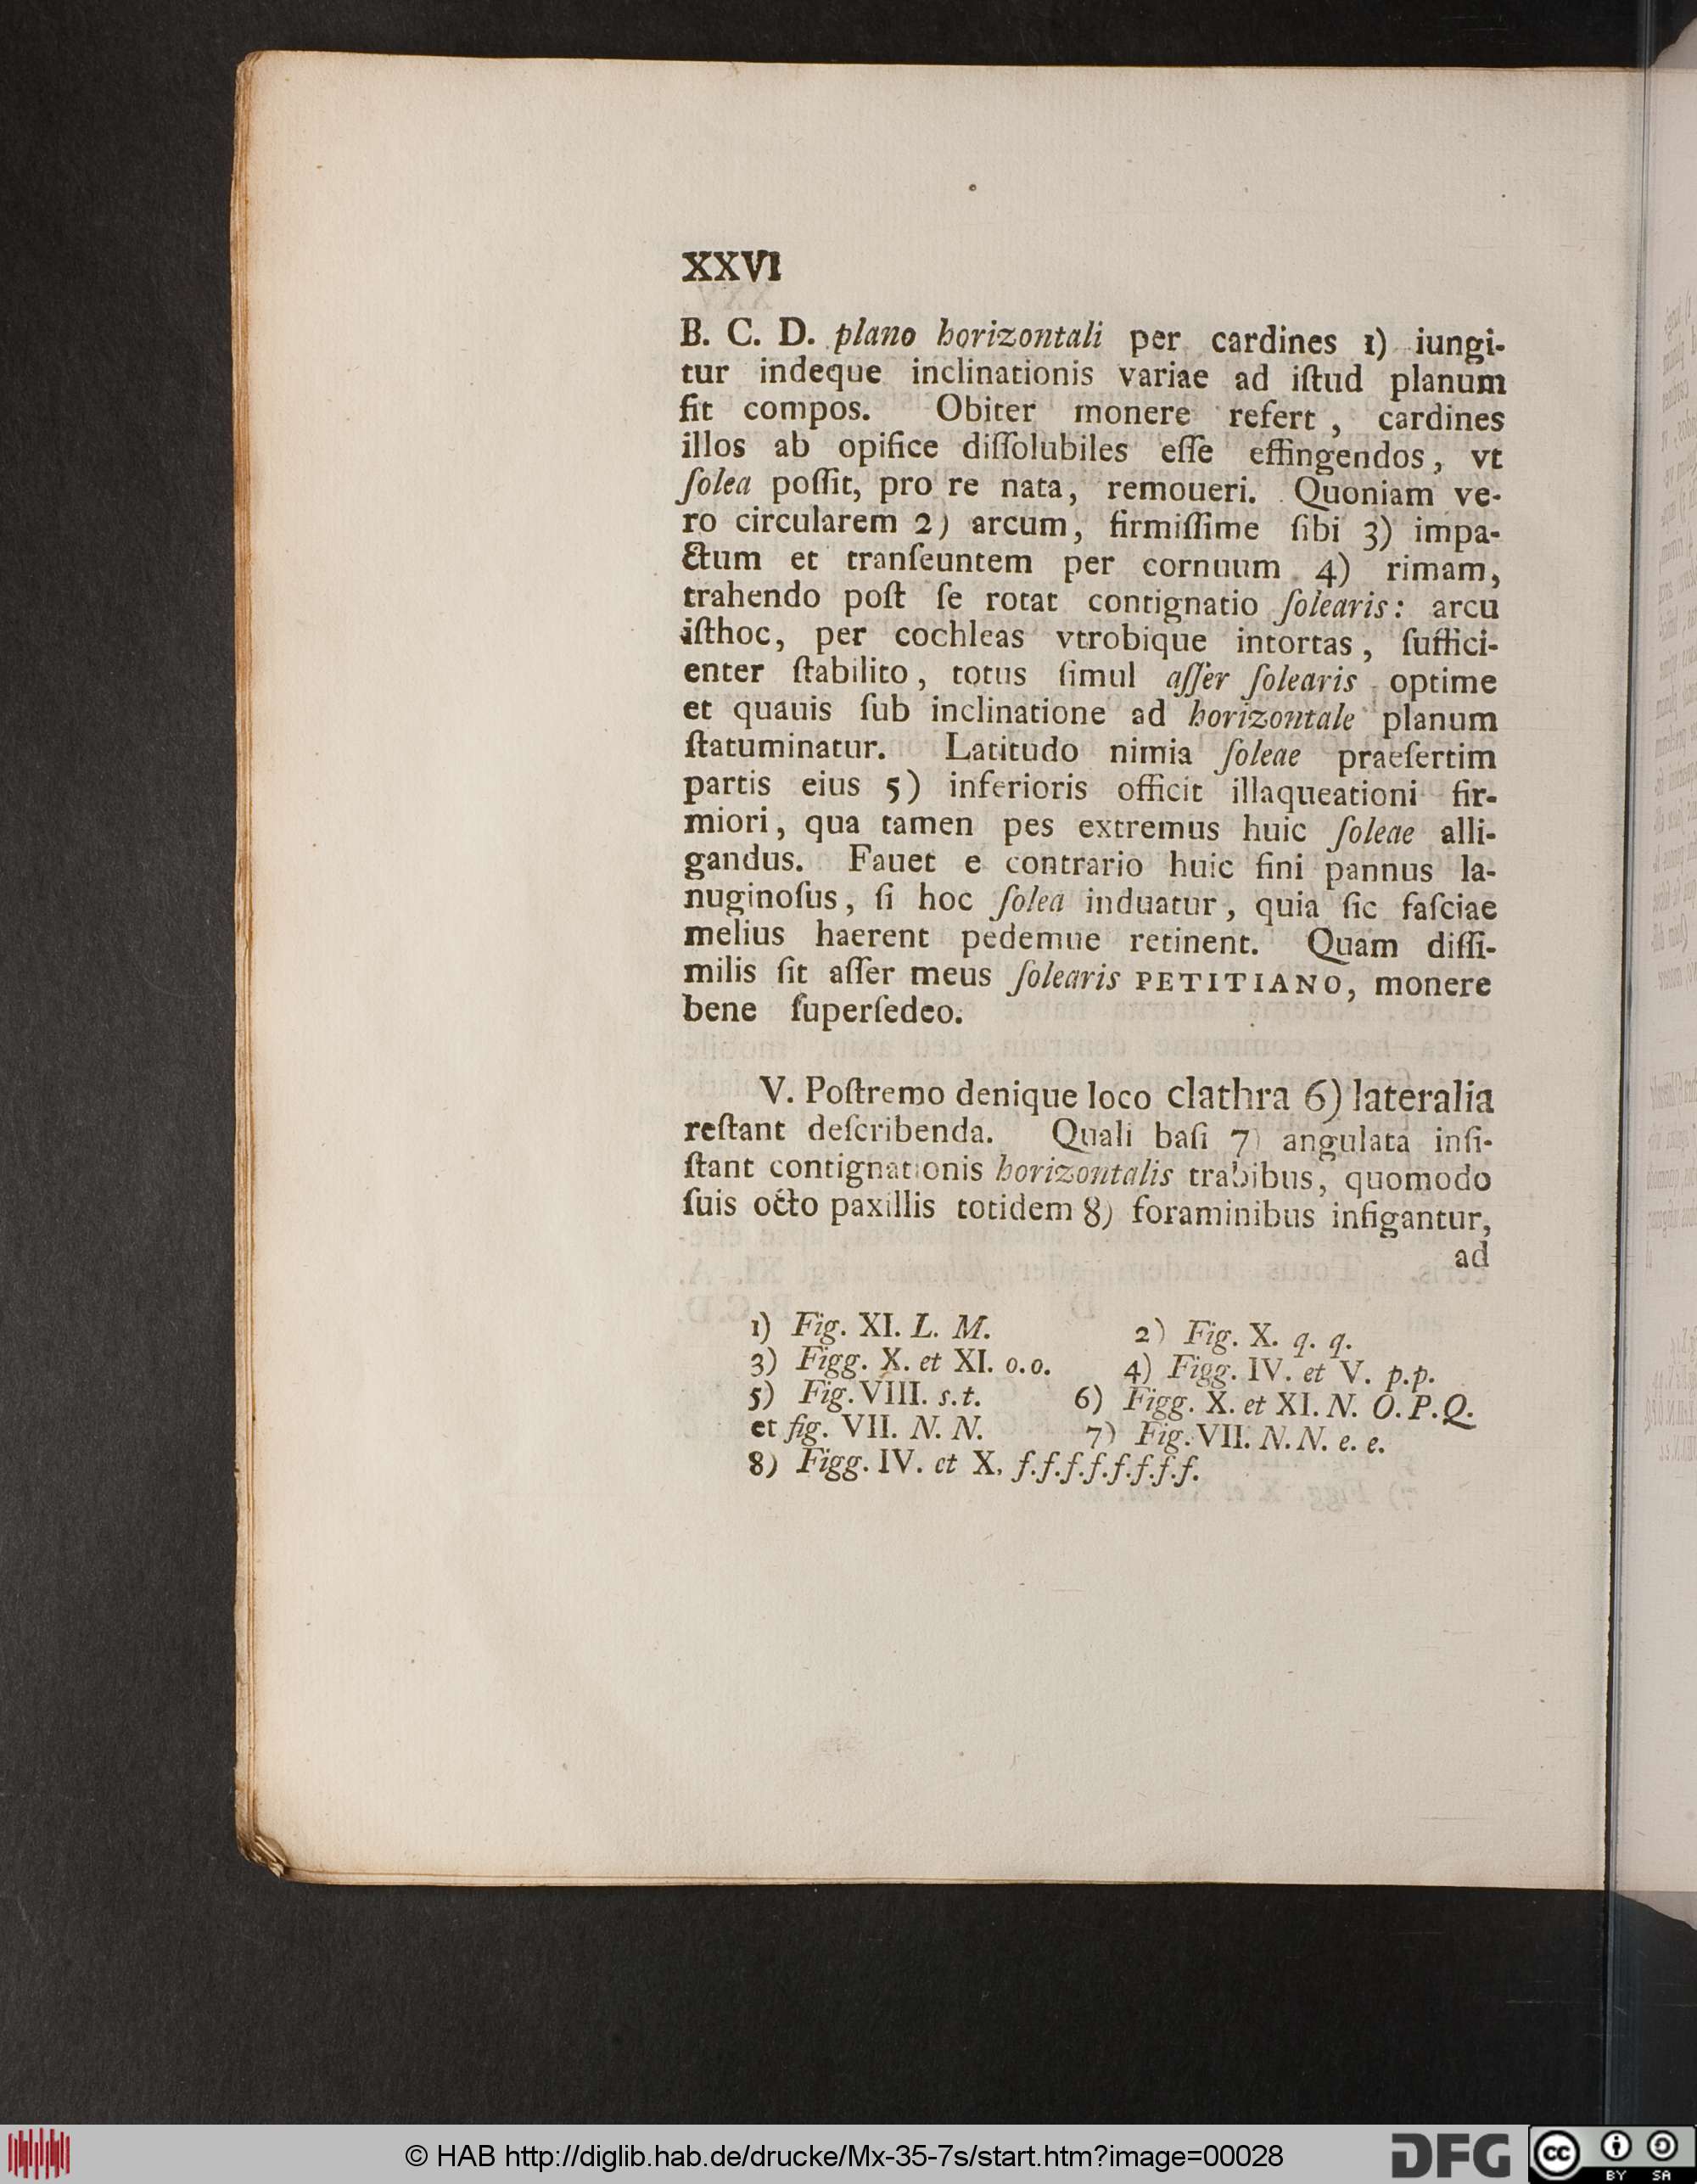 XXVI
B. C. D. plano horizontali per cardines 1) iungi-
tur indeque inclinationis variae ad iſtud planum
fit compos. Obiter monere refert, cardines
illos ab opifice diſſolubiles eſſe effingendos, vt
ſolea poſſit, pro re nata, remoueri. Quoniam ve-
ro circularem 2) arcum, firmiſſime ſibi 3) impa-
ctum et tranſeuntem per cornuum 4) rimam,
trahendo poſt ſe rotat contignatio ſolearis: arcu
iſthoc, per cochleas vtrobique intortas, ſuffici-
enter ſtabilito, totus ſimul aſſer ſolearis optime
et quauis ſub inclinatione ad horizontale planum
ſtatuminatur. Latitudo nimia ſoleae praeſertim
partis eius 5) inferioris officit illaqueationi fir-
miori, qua tamen pes extremus huic ſoleae alli-
gandus. Fauet e contrario huic fini pannus la-
nuginoſus, ſi hoc ſolea induatur, quia ſic faſciae
melius haerent pedemue retinent. Quam diſſi-
milis ſit aſſer meus ſolearis PETITIANO, monere
bene ſuperſedeo.
V. Poſtremo denique loco clathra 6) lateralia
reſtant deſcribenda. Quali baſi 7) angulata inſi-
ſtant contignationis horizontalis trabibus, quomodo
ſuis octo paxillis totidem 8) foraminibus infigantur,
ad
1) Fig. XI. L. M. 2) Fig. X. q. q.
3) Figg. X. et XI. o. o. 4) Figg. IV. et V. p. p.
5) Fig. VIII. s. t. 6) Figg. X. et XI. N. O. P. Q.
et fig. VII. N. N. 7) Fig. VII. N. N. e. e.
8) Figg. IV. et X. f. f. f. f. f. f. f. f.
© HAB http://diglib.hab.de/drucke/Mx-35-7s/start.htm?image=00028
DFG
cc
BY SA